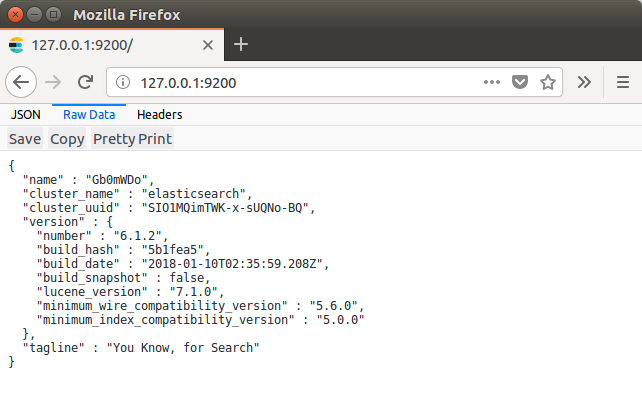 Mozilla Firefox
127.0.0.1:9200/
127.0.0.1:9200
JSON Raw Data Headers
Save Copy Pretty Print
{
  "name" : "Gb0mWDo",
  "cluster_name" : "elasticsearch",
  "cluster_uuid" : "SIO1MQimTWK-x-sUQNo-BQ",
  "version" : {
    "number" : "6.1.2",
    "build_hash" : "5b1fea5",
    "build_date" : "2018-01-10T02:35:59.208Z",
    "build_snapshot" : false,
    "lucene_version" : "7.1.0",
    "minimum_wire_compatibility_version" : "5.6.0",
    "minimum_index_compatibility_version" : "5.0.0"
  },
  "tagline" : "You Know, for Search"
}